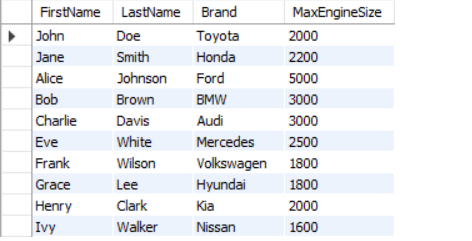 FirstName LastName Brand MaxEngineSize
John Doe Toyota 2000
Jane Smith Honda 2200
Alice Johnson Ford 5000
Bob Brown BMW 3000
Charlie Davis Audi 3000
Eve White Mercedes 2500
Frank Wilson Volkswagen 1800
Grace Lee Hyundai 1800
Henry Clark Kia 2000
Ivy Walker Nissan 1600